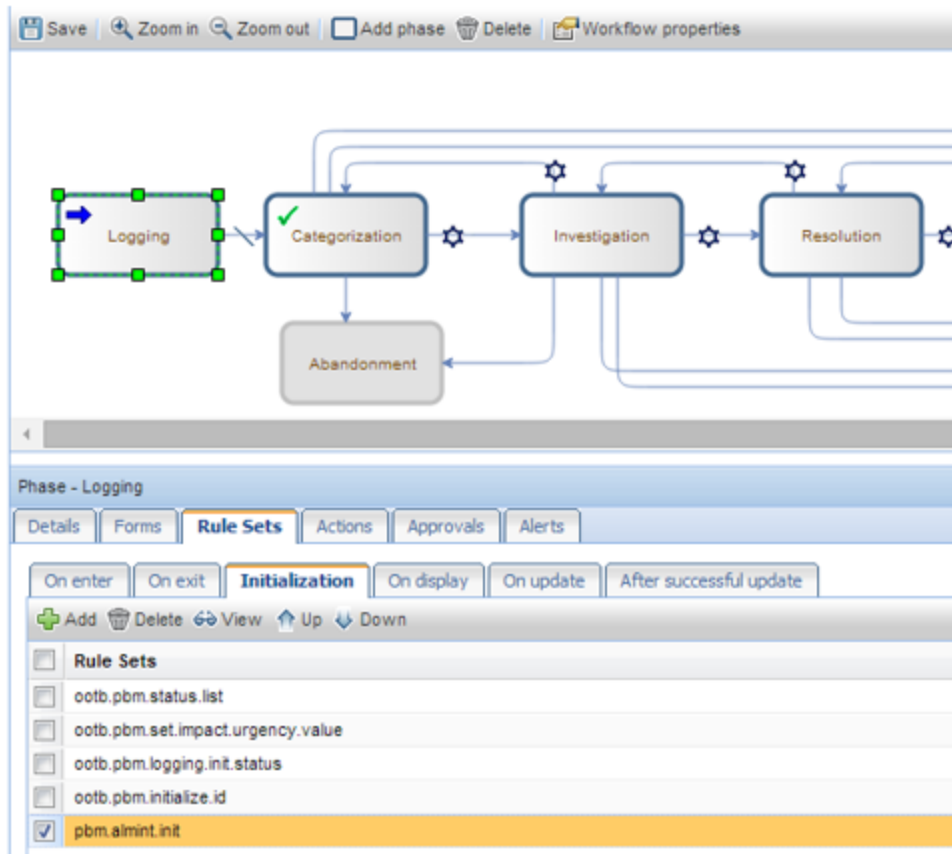 Save Zoom in Zoom out Add phase Delete Workflow properties
Logging Categorization Investigation Resolution
Abandonment
Phase - Logging
Details Forms Rule Sets Actions Approvals Alerts
On enter On exit Initialization On display On update After successful update
Add Delete View Up Down
Rule Sets
ootb.pbm.status.list
ootb.pbm.set.impact.urgency.value
ootb.pbm.logging.init.status
ootb.pbm.initialize.id
pbm.almint.init